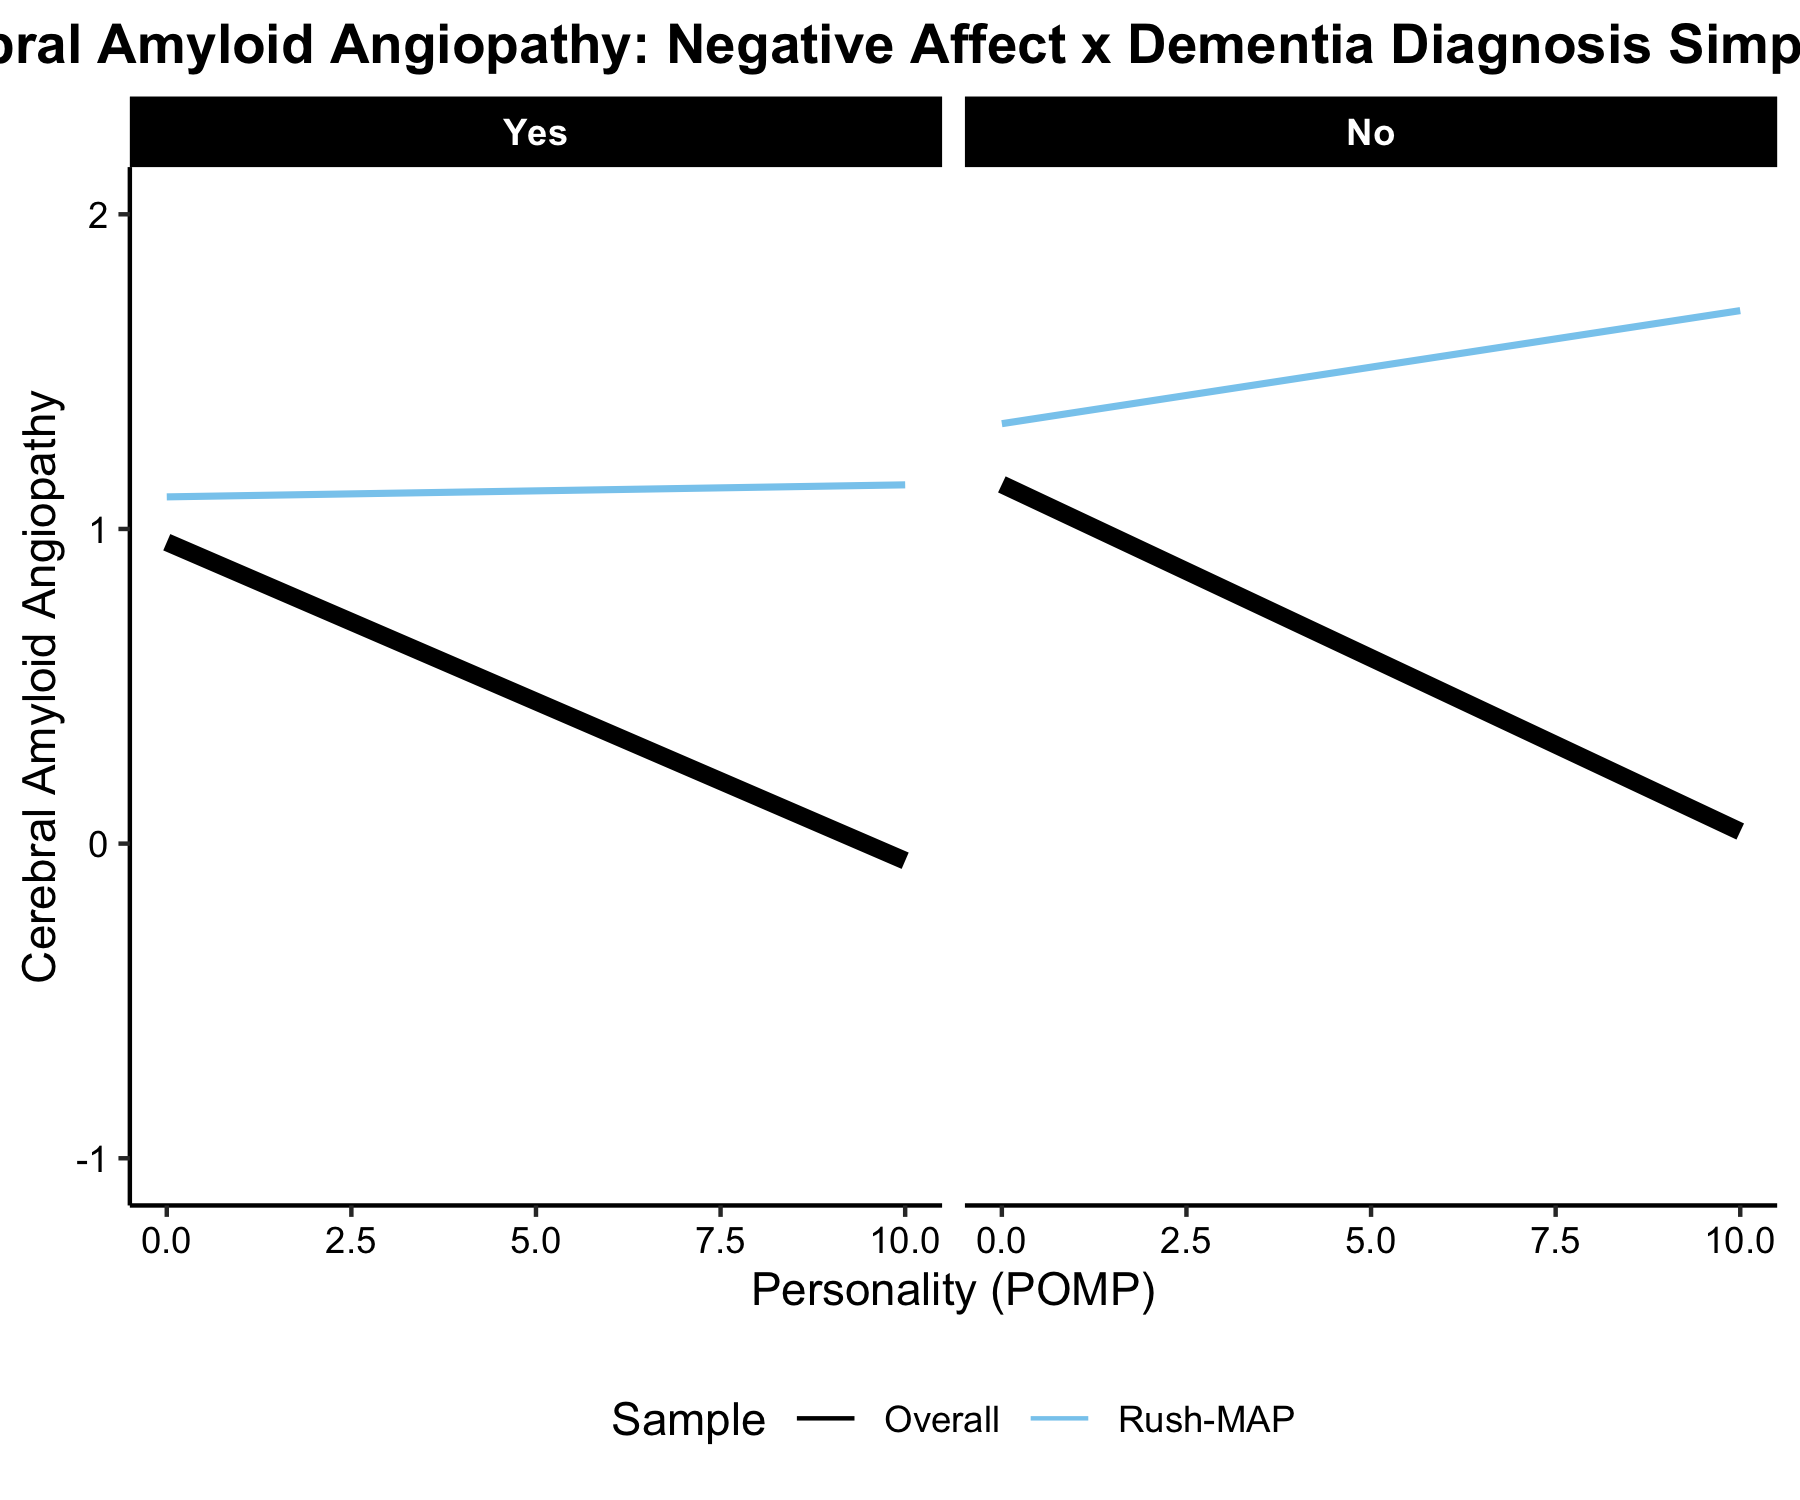 bral Amyloid Angiopathy: Negative Affect x Dementia Diagnosis Simp
Yes
No
Cerebral Amyloid Angiopathy
2
1
0
-1
0.0 2.5 5.0 7.5 10.0 0.0 2.5 5.0 7.5 10.0
Personality (POMP)
Sample Overall Rush-MAP